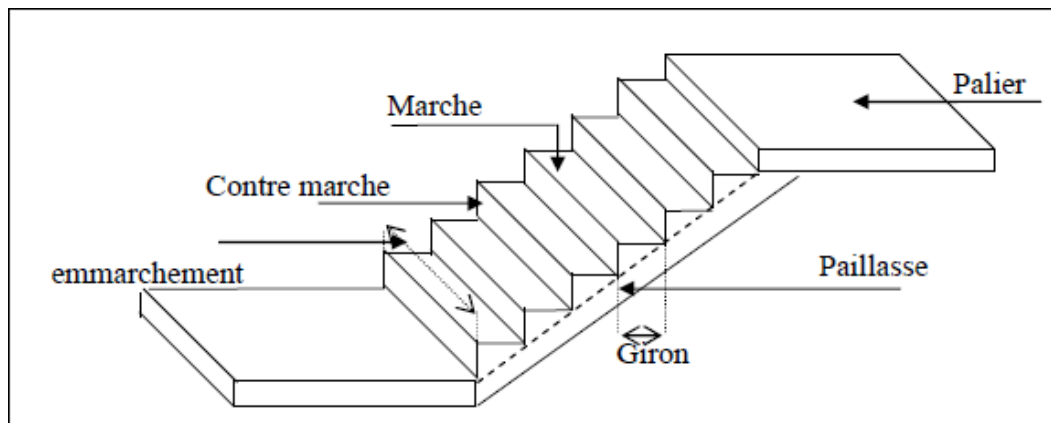 Palier
Marche
Contre marche
emmarchement
Paillasse
Giron